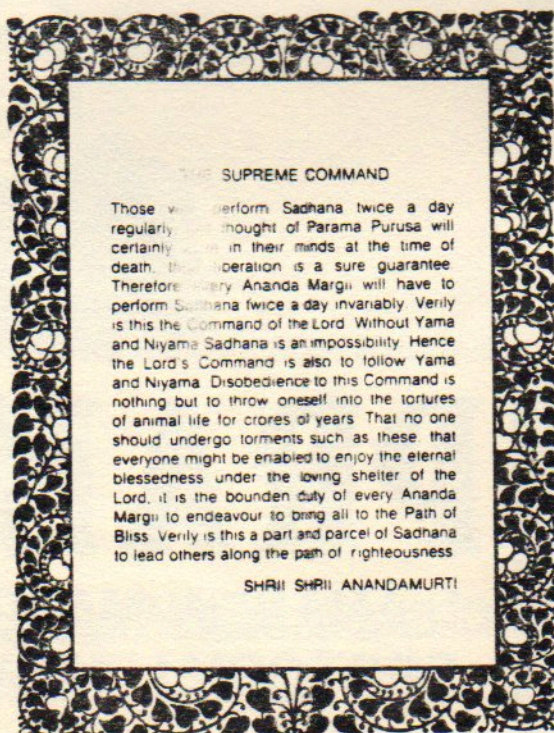 THE SUPREME COMMAND
Those perform Sadhana twice a day
regularly thought of Parama Purusa will
certainly in their minds at the time of
death, liberation is a sure guarantee
Therefore every Ananda Margii will have to
perform Sadhana twice a day invariably. Verily
is this the Command of the Lord. Without Yama
and Niyama Sadhana is an impossibility. Hence
the Lord's Command is also to follow Yama
and Niyama. Disobedience to this Command is
nothing but to throw oneself into the tortures
of animal life for crores of years. That no one
should undergo torments such as these, that
everyone might be enabled to enjoy the eternal
blessedness under the loving shelter of the
Lord, it is the bounden duty of every Ananda
Margii to endeavour to bring all to the Path of
Bliss. Verily is this a part and parcel of Sadhana
to lead others along the path of righteousness
SHRII SHRII ANANDAMURTI